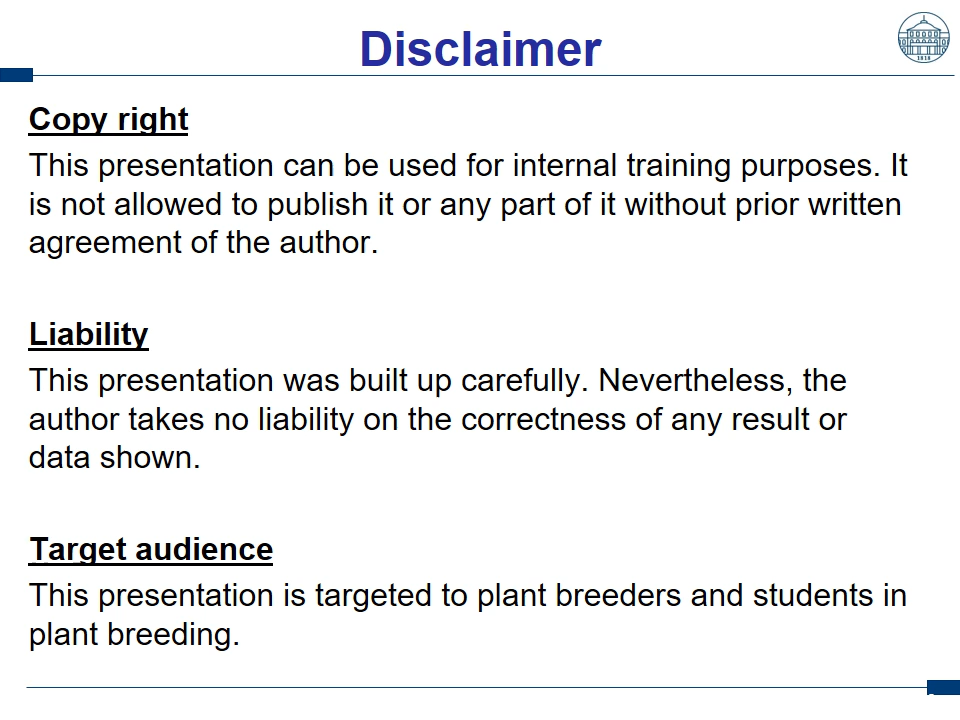 Disclaimer
1818
Copy right
This presentation can be used for internal training purposes. It
is not allowed to publish it or any part of it without prior written
agreement of the author.
Liability
This presentation was built up carefully. Nevertheless, the
author takes no liability on the correctness of any result or
data shown.
Target audience
This presentation is targeted to plant breeders and students in
plant breeding.